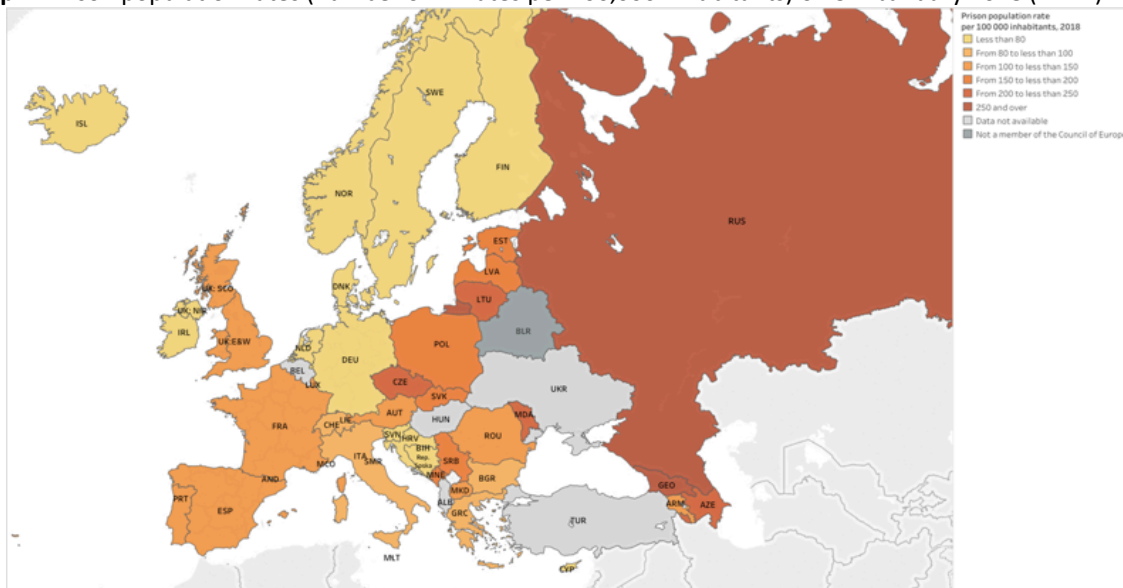 Prison population rate
per 100 000 inhabitants, 2018
Less than 80
From 80 to less than 100
From 100 to less than 150
From 150 to less than 200
From 200 to less than 250
250 and over
Data not available
Not a member of the Council of Europe
ISL
SWE
FIN
NOR
RUS
EST
LVA
DNK
LTU
UK: SCO
UK: NIR
IRL
UK:E&W
BLR
NLD
POL
DEU
BEL
LUX
CZE
UKR
SVK
AUT
MDA
HUN
FRA
CHE
LIE
ROU
SVN
HRV
BIH
Rep.
Srpska
ITA
SMR
MCO
SRB
MNE
BGR
AND
MKD
GEO
PRT
ESP
ALB
GRC
ARM
AZE
TUR
MLT
CYP